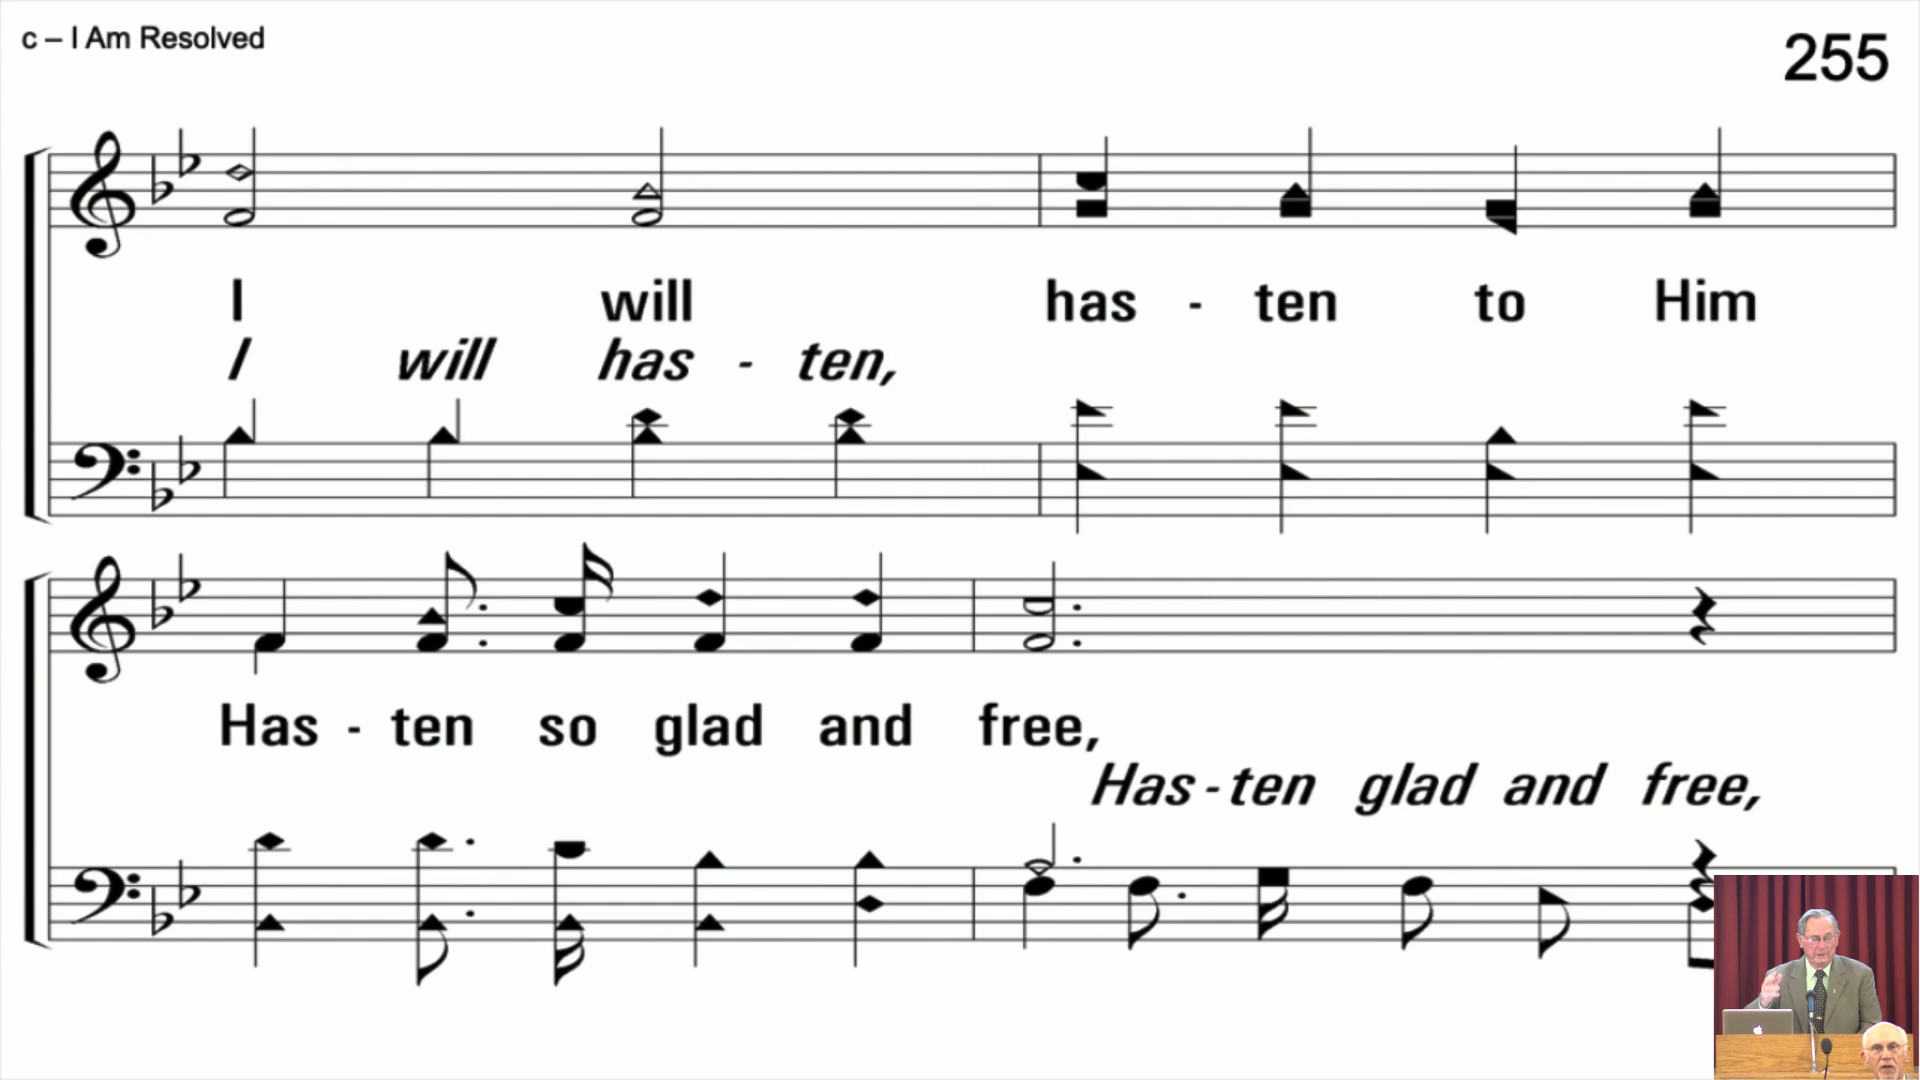 c – I Am Resolved
255
I will has - ten to Him
I will has - ten,
Has - ten so glad and free,
Has - ten glad and free,